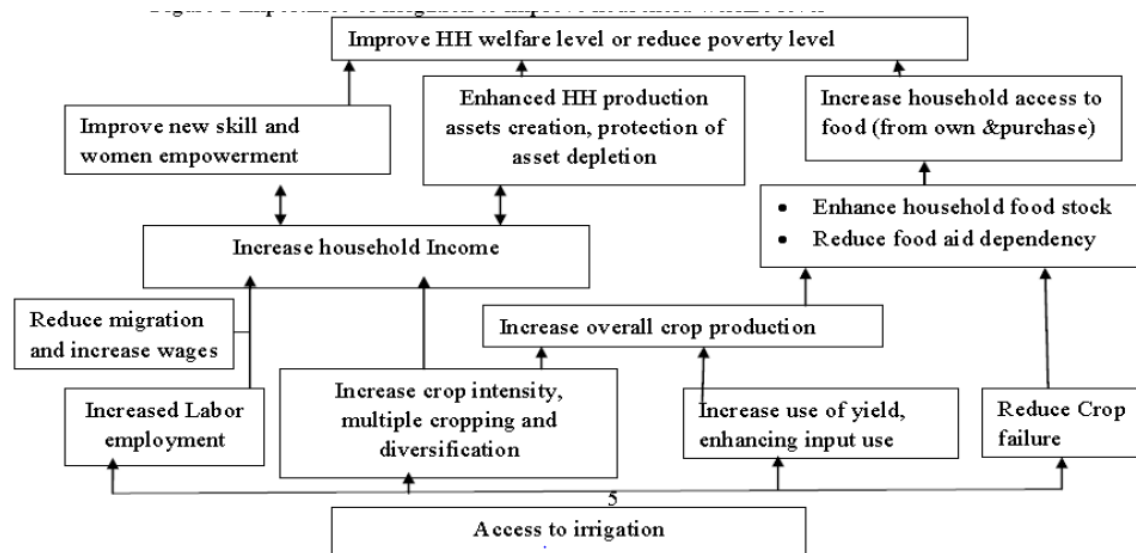 Improve HH welfare level or reduce poverty level
Improve new skill and
women empowerment
Enhanced HH production
assets creation, protection of
asset depletion
Increase household access to
food (from own &purchase)
• Enhance household food stock
• Reduce food aid dependency
Increase household Income
Reduce migration
and increase wages
Increase overall crop production
Increased Labor
employment
Increase crop intensity,
multiple cropping and
diversification
Increase use of yield,
enhancing input use
Reduce Crop
failure
5
Access to irrigation